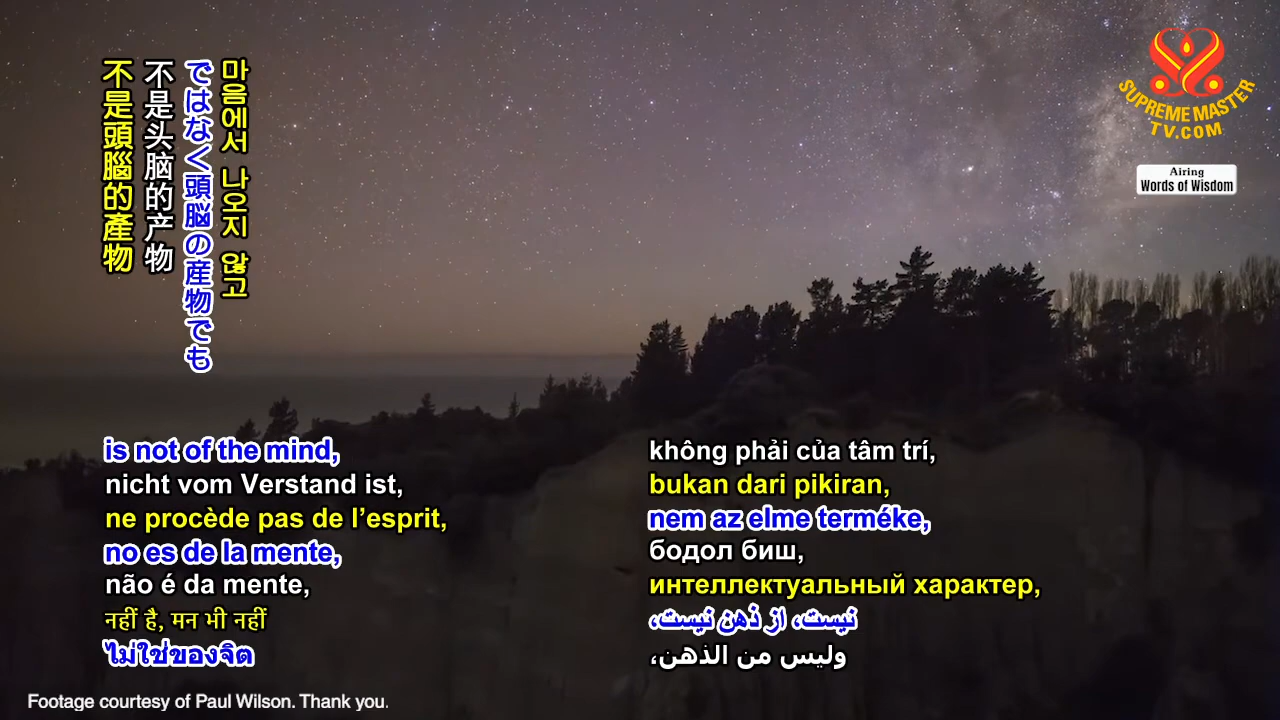 마음에서 나오지 않고
ではなく頭脳の産物でも
不是头脑的产物
不是頭腦的產物
SUPREME MASTER
TV.COM
Airing
Words of Wisdom
is not of the mind,
nicht vom Verstand ist,
ne procède pas de l’esprit,
no es de la mente,
não é da mente,
नहीं है, मन भी नहीं
ไม่ใช่ของจิต
không phải của tâm trí,
bukan dari pikiran,
nem az elme terméke,
бодол биш,
интеллектуальный характер,
نیست، از ذهن نیست،
وليس من الذهن،
Footage courtesy of Paul Wilson. Thank you.